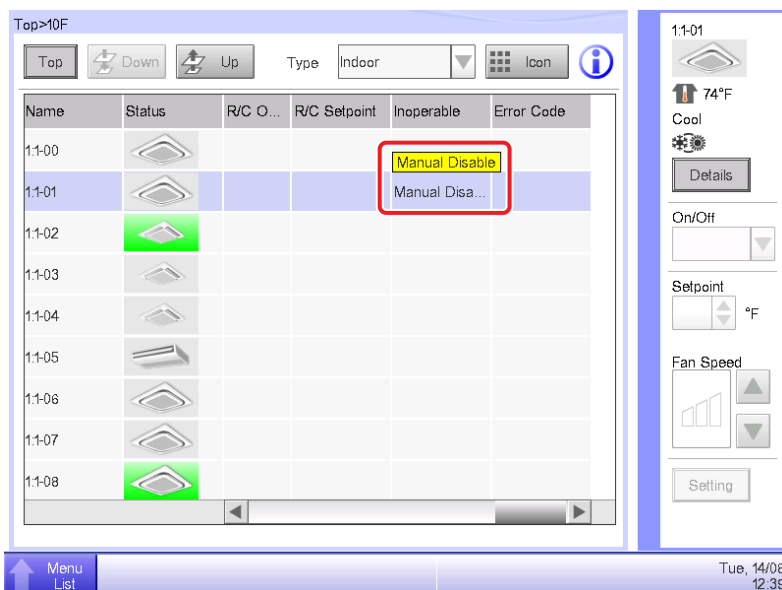 Top>10F
Top Down Up Type Indoor Icon
Name Status R/C O... R/C Setpoint Inoperable Error Code
1:1-00
Manual Disable
1:1-01 Manual Disa...
1:1-02
1:1-03
1:1-04
1:1-05
1:1-06
1:1-07
1:1-08
1:1-01
74°F
Cool
Details
On/Off
Setpoint
°F
Fan Speed
Setting
Menu
List
Tue, 14/08
12:39